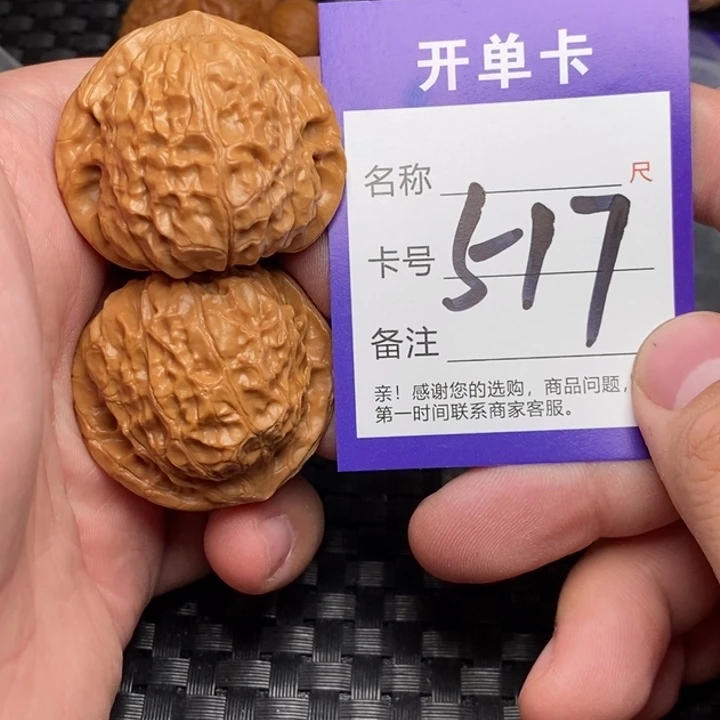 开单卡
名称 尺
卡号 517
备注
亲！感谢您的选购，商品问题，
第一时间联系商家客服。